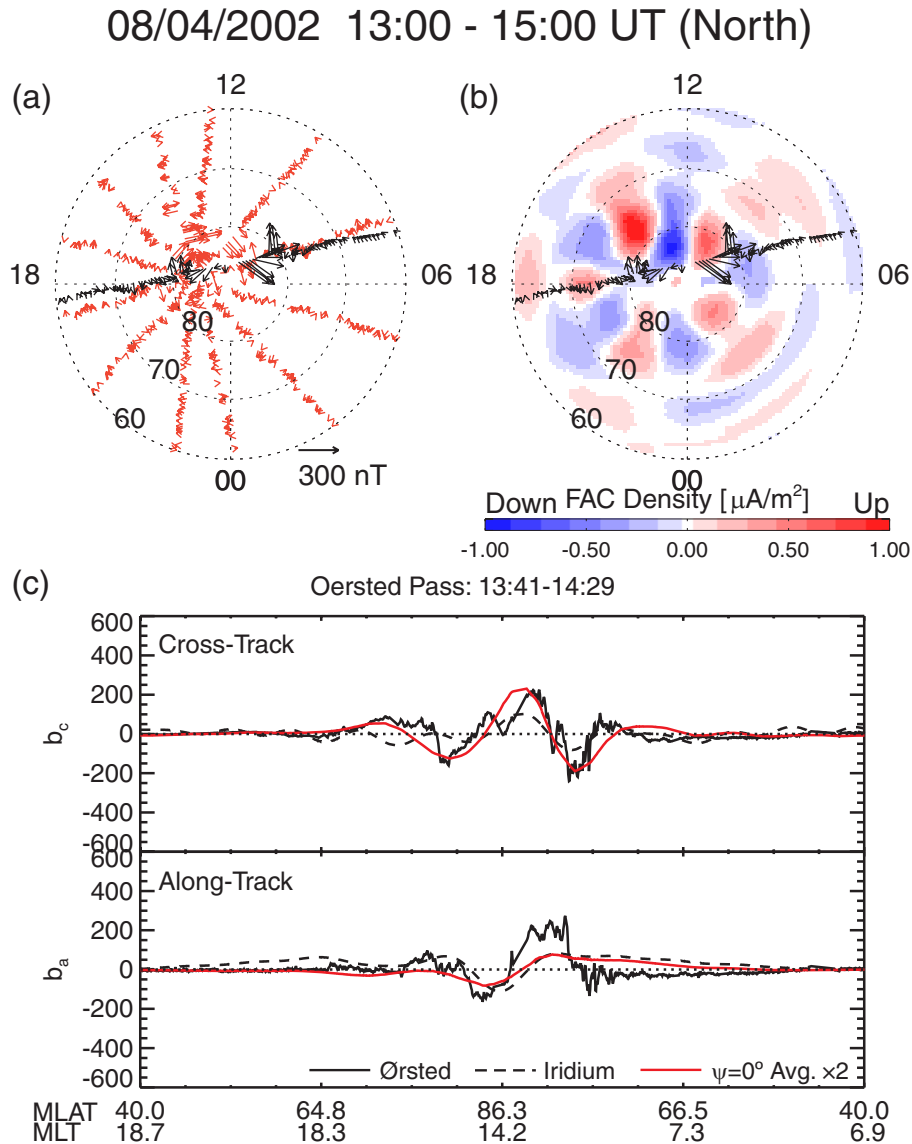 08/04/2002 13:00 - 15:00 UT (North)
(a)
(b)
12
12
18
06
18
06
80
70
60
80
70
60
00
300 nT
00
Down FAC Density [μA/m²] Up
-1.00 -0.50 0.00 0.50 1.00
(c)
Oersted Pass: 13:41-14:29
600
Cross-Track
400
200
b_c
0
-200
-400
-600
600
Along-Track
400
200
b_a
0
-200
-400
-600
Ørsted Iridium ψ=0° Avg. ×2
MLAT 40.0 64.8 86.3 66.5 40.0
MLT 18.7 18.3 14.2 7.3 6.9